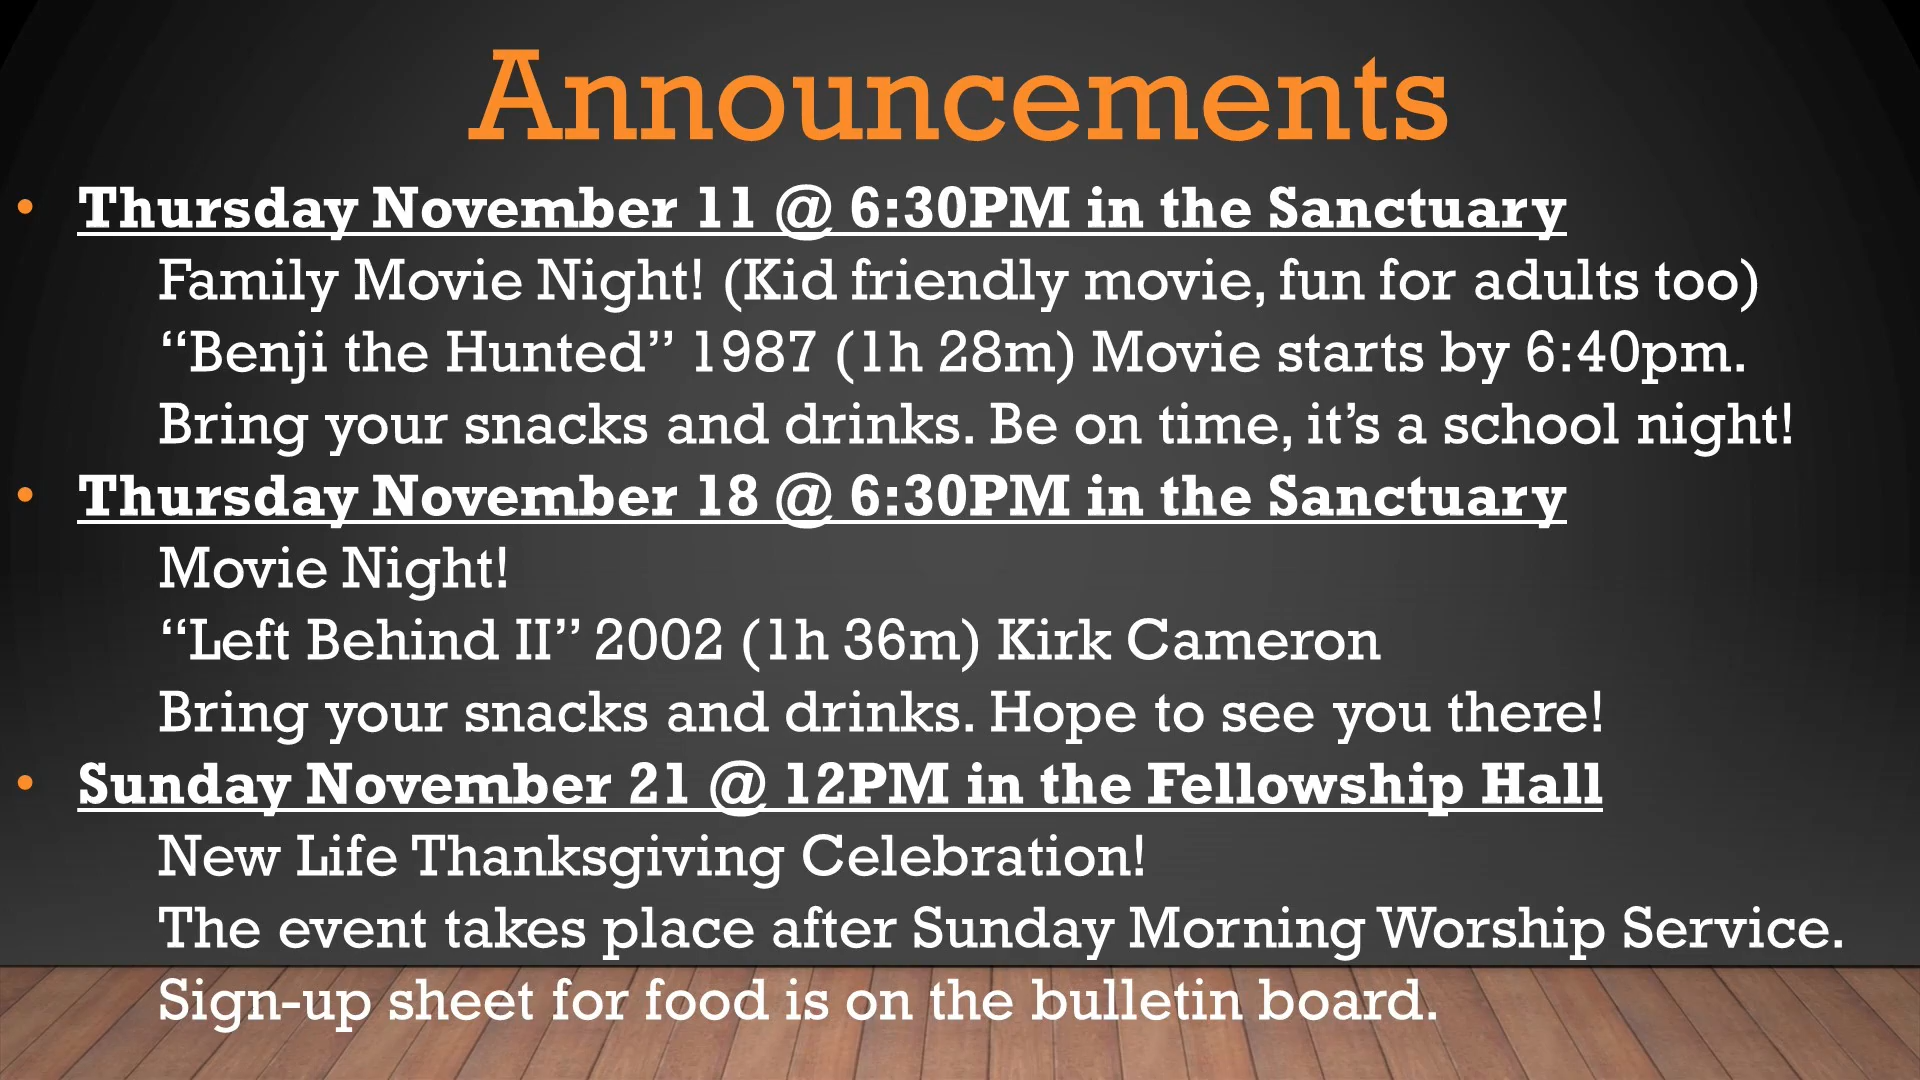 Announcements
• Thursday November 11 @ 6:30PM in the Sanctuary
Family Movie Night! (Kid friendly movie, fun for adults too)
“Benji the Hunted” 1987 (1h 28m) Movie starts by 6:40pm.
Bring your snacks and drinks. Be on time, it’s a school night!
• Thursday November 18 @ 6:30PM in the Sanctuary
Movie Night!
“Left Behind II” 2002 (1h 36m) Kirk Cameron
Bring your snacks and drinks. Hope to see you there!
• Sunday November 21 @ 12PM in the Fellowship Hall
New Life Thanksgiving Celebration!
The event takes place after Sunday Morning Worship Service.
Sign-up sheet for food is on the bulletin board.